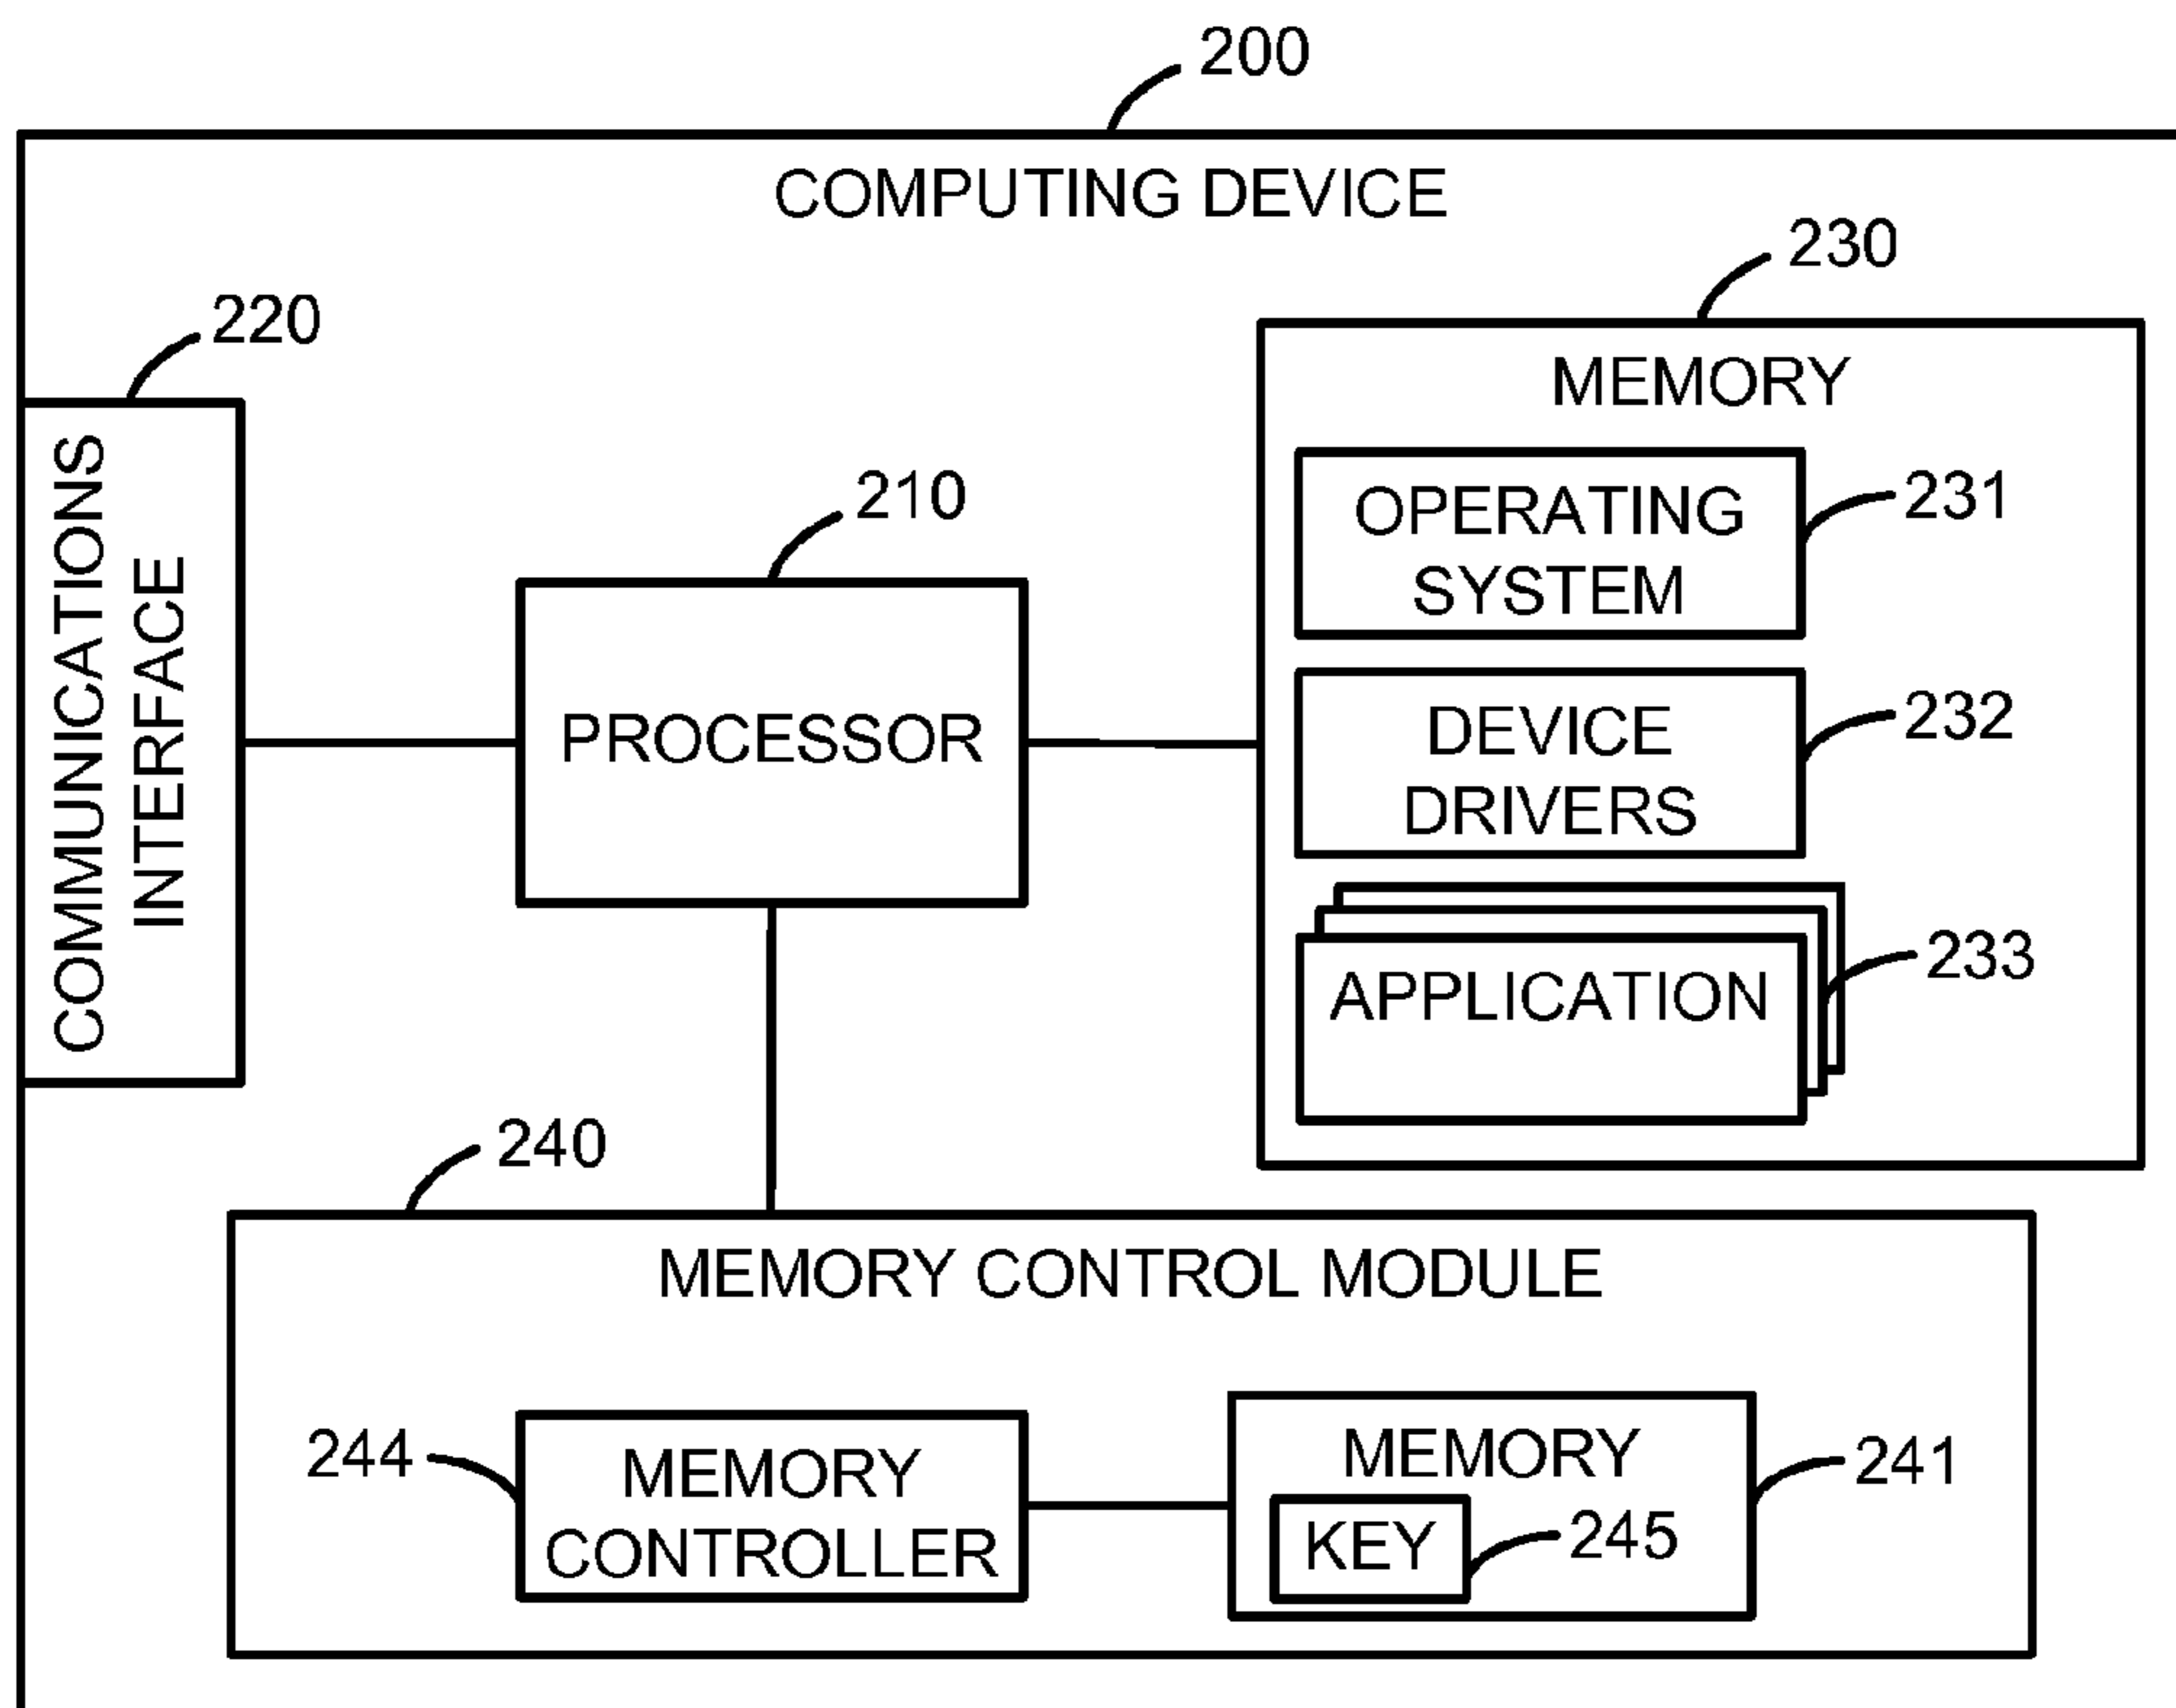 200
COMPUTING DEVICE
230
220
MEMORY
COMMUNICATIONS
INTERFACE
210
OPERATING
SYSTEM
231
PROCESSOR
DEVICE
DRIVERS
232
APPLICATION
233
240
MEMORY CONTROL MODULE
244
MEMORY
CONTROLLER
MEMORY
241
KEY
245